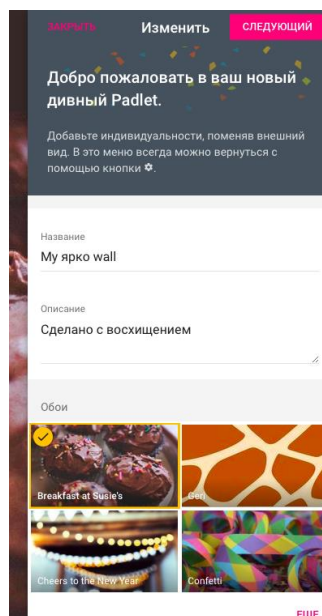 ЗАКРЫТЬ Изменить СЛЕДУЮЩИЙ
Добро пожаловать в ваш новый
дивный Padlet.
Добавьте индивидуальности, поменяв внешний
вид. В это меню всегда можно вернуться с
помощью кнопки ⚙.
Название
My ярко wall
Описание
Сделано с восхищением
Обои
Breakfast at Susie's
Geri
Cheers to the New Year
Confetti
ЕЩЕ